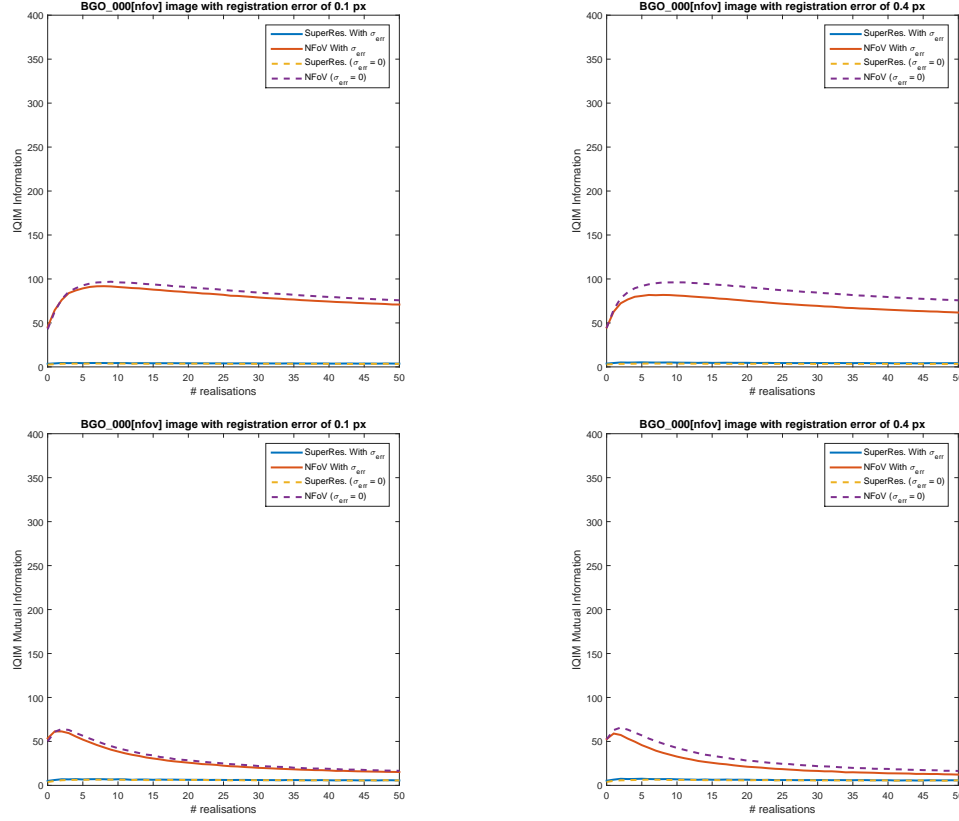 BGO_000[nfov] image with registration error of 0.1 px
400
350
300
250
200
150
100
50
0
IQIM Information
0 5 10 15 20 25 30 35 40 45 50
# realisations
SuperRes. With σerr
NFoV With σerr
SuperRes. (σerr = 0)
NFoV (σerr = 0)
BGO_000[nfov] image with registration error of 0.4 px
400
350
300
250
200
150
100
50
0
IQIM Information
0 5 10 15 20 25 30 35 40 45 50
# realisations
SuperRes. With σerr
NFoV With σerr
SuperRes. (σerr = 0)
NFoV (σerr = 0)
BGO_000[nfov] image with registration error of 0.1 px
400
350
300
250
200
150
100
50
0
IQIM Mutual Information
0 5 10 15 20 25 30 35 40 45 50
# realisations
SuperRes. With σerr
NFoV With σerr
SuperRes. (σerr = 0)
NFoV (σerr = 0)
BGO_000[nfov] image with registration error of 0.4 px
400
350
300
250
200
150
100
50
0
IQIM Mutual Information
0 5 10 15 20 25 30 35 40 45 50
# realisations
SuperRes. With σerr
NFoV With σerr
SuperRes. (σerr = 0)
NFoV (σerr = 0)